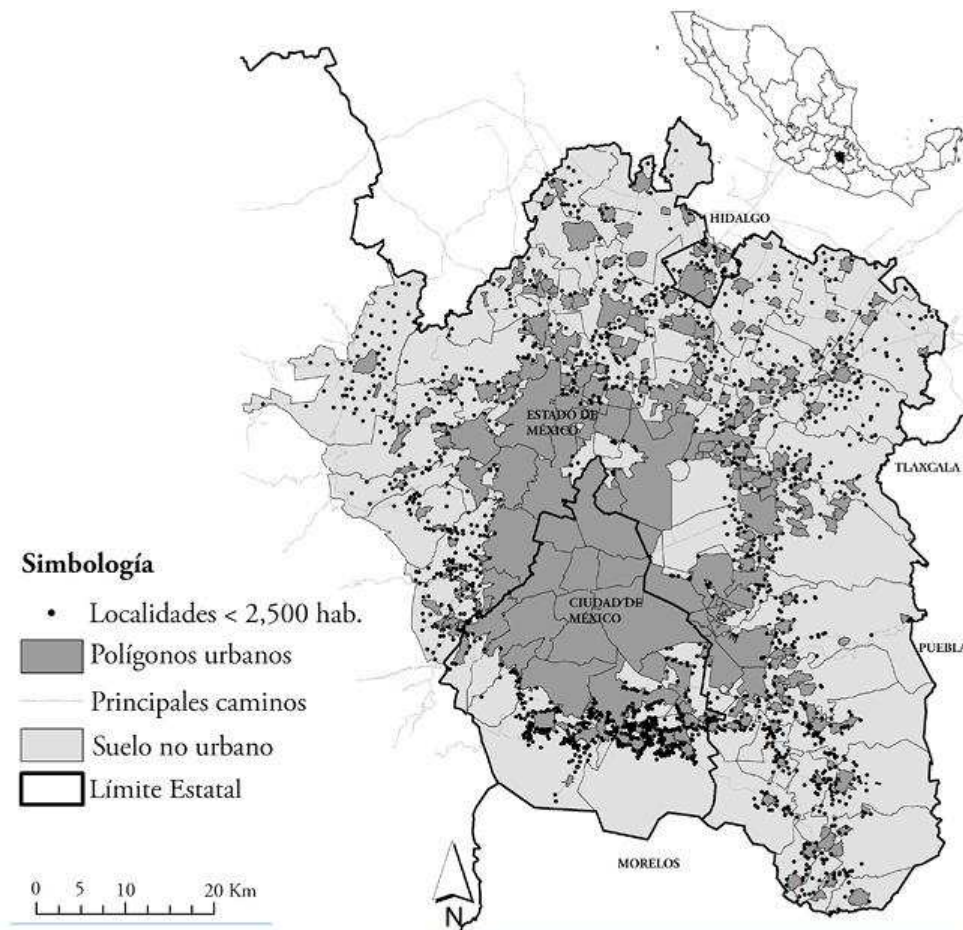 HIDALGO
ESTADO DE
MÉXICO
TLAXCALA
CIUDAD DE
MÉXICO
PUEBLA
MORELOS
Simbología
Localidades < 2,500 hab.
Polígonos urbanos
Principales caminos
Suelo no urbano
Límite Estatal
0 5 10 20 Km
N